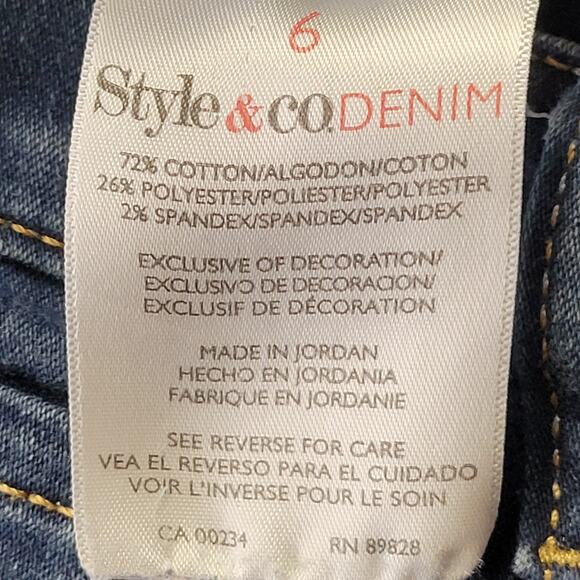 6
Style & co. DENIM
72% COTTON/ALGODON/COTON
26% POLYESTER/POLIESTER/POLYESTER
2% SPANDEX/SPANDEX/SPANDEX
EXCLUSIVE OF DECORATION/
EXCLUSIVO DE DECORACION/
EXCLUSIF DE DÉCORATION
MADE IN JORDAN
HECHO EN JORDANIA
FABRIQUE EN JORDANIE
SEE REVERSE FOR CARE
VEA EL REVERSO PARA EL CUIDADO
VOIR L'INVERSE POUR LE SOIN
CA 00234 RN 89828